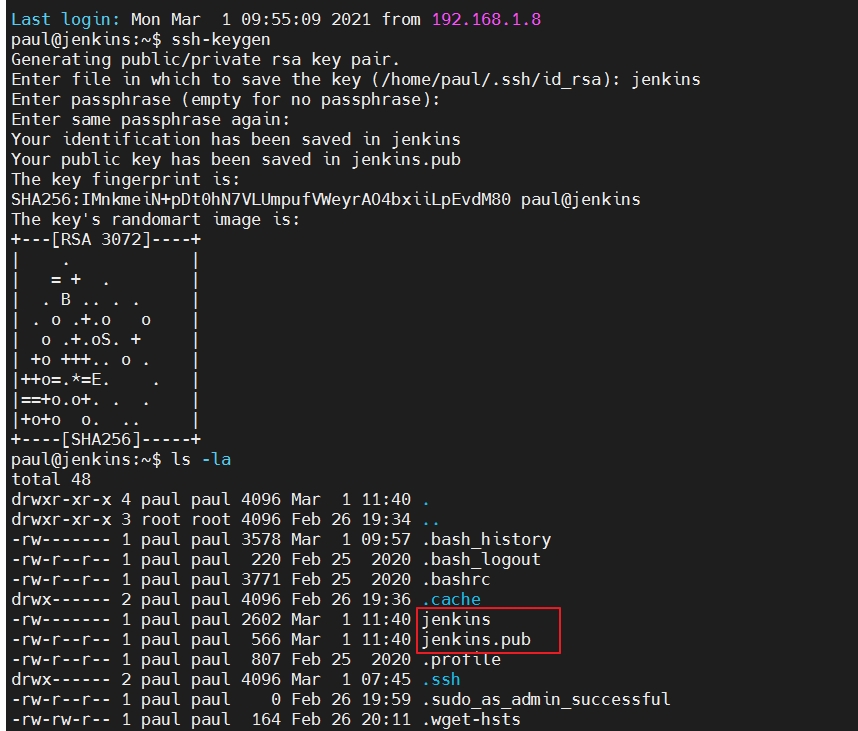 Last login: Mon Mar  1 09:55:09 2021 from 192.168.1.8
paul@jenkins:~$ ssh-keygen
Generating public/private rsa key pair.
Enter file in which to save the key (/home/paul/.ssh/id_rsa): jenkins
Enter passphrase (empty for no passphrase):
Enter same passphrase again:
Your identification has been saved in jenkins
Your public key has been saved in jenkins.pub
The key fingerprint is:
SHA256:IMnkmeiN+pDt0hN7VLUmpufVWeyrAO4bxiiLpEvdM80 paul@jenkins
The key's randomart image is:
+---[RSA 3072]----+
|    .            |
|   = +  .        |
|  . B .. . .     |
| . o .+.o   o    |
|  o .+.oS. +     |
| +o +++.. o .    |
|++o=.*=E.    .   |
|==+o.o+. .  .    |
|+o+o  o.  ..     |
+----[SHA256]-----+
paul@jenkins:~$ ls -la
total 48
drwxr-xr-x 4 paul paul 4096 Mar  1 11:40 .
drwxr-xr-x 3 root root 4096 Feb 26 19:34 ..
-rw------- 1 paul paul 3578 Mar  1 09:57 .bash_history
-rw-r--r-- 1 paul paul  220 Feb 25  2020 .bash_logout
-rw-r--r-- 1 paul paul 3771 Feb 25  2020 .bashrc
drwx------ 2 paul paul 4096 Feb 26 19:36 .cache
-rw------- 1 paul paul 2602 Mar  1 11:40 jenkins
-rw-r--r-- 1 paul paul  566 Mar  1 11:40 jenkins.pub
-rw-r--r-- 1 paul paul  807 Feb 25  2020 .profile
drwx------ 2 paul paul 4096 Mar  1 07:45 .ssh
-rw-r--r-- 1 paul paul    0 Feb 26 19:59 .sudo_as_admin_successful
-rw-rw-r-- 1 paul paul  164 Feb 26 20:11 .wget-hsts